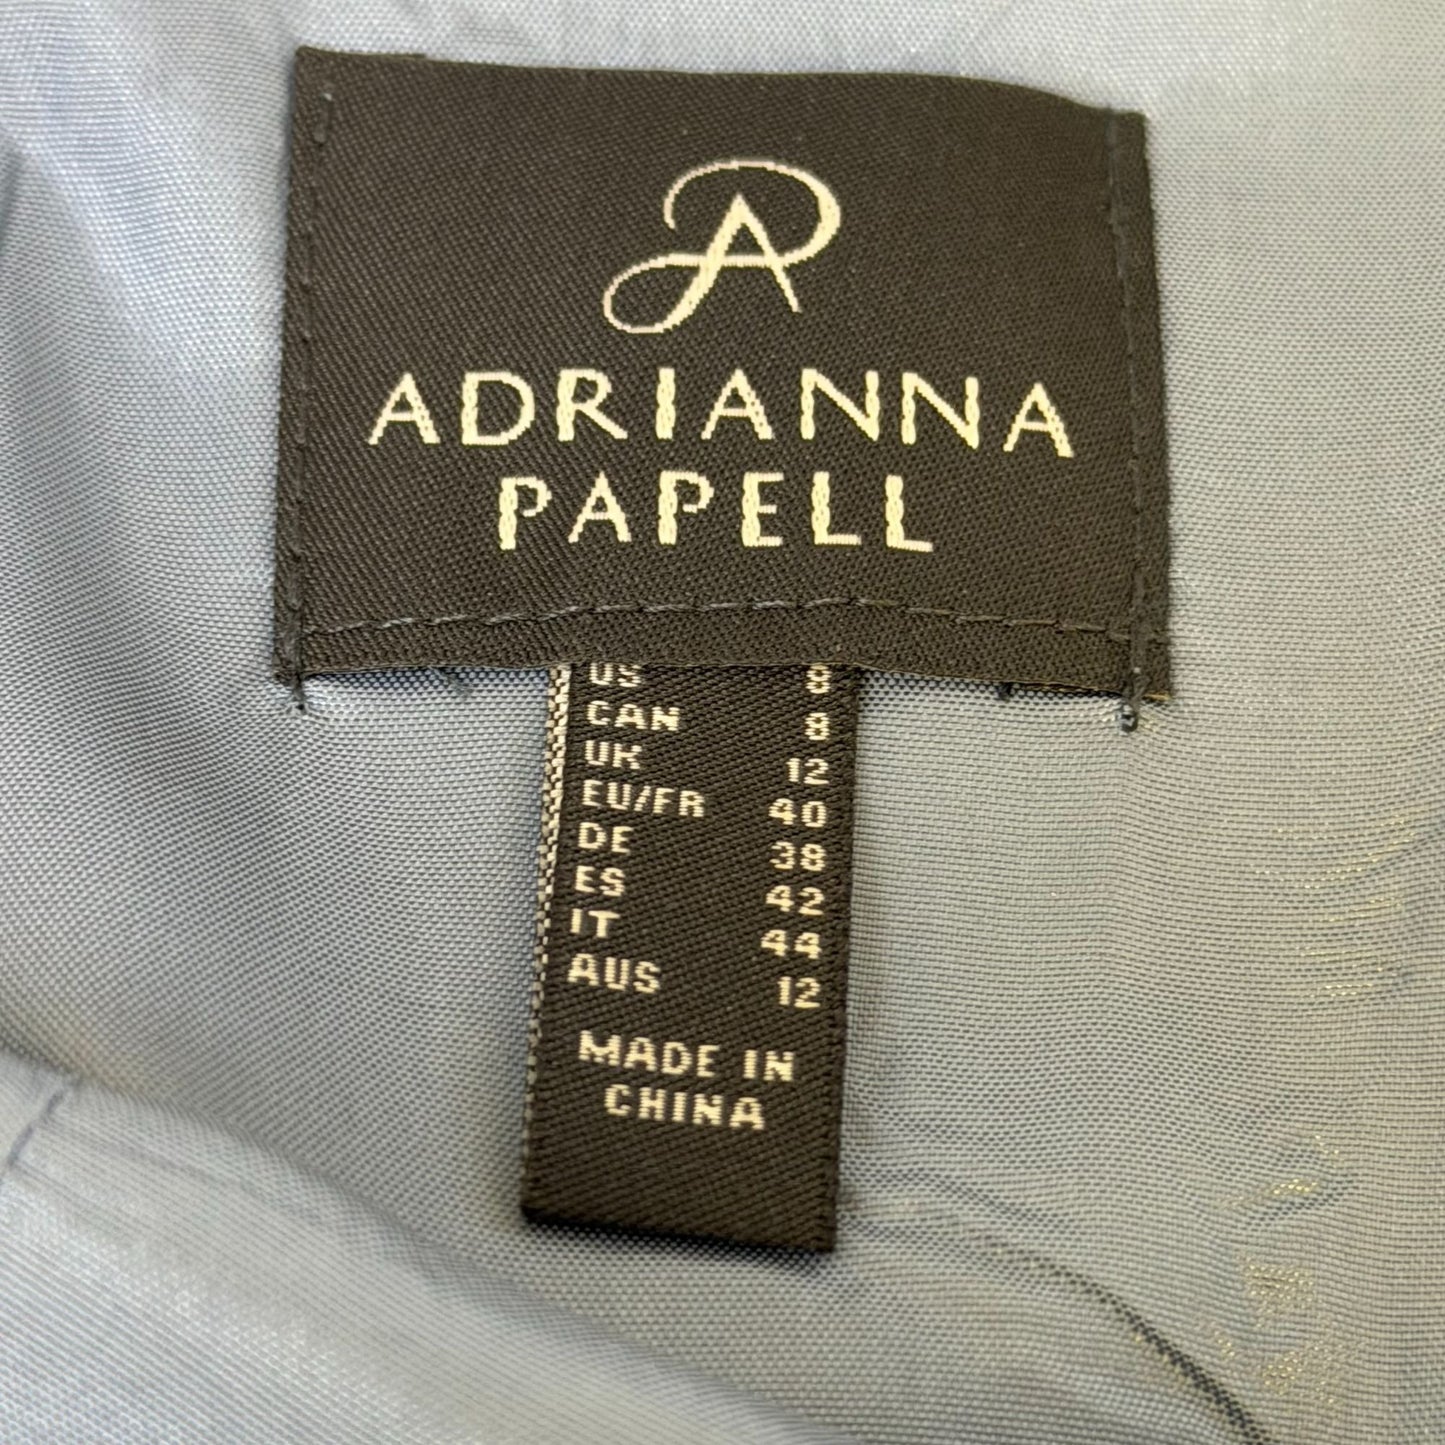 ADRIANNA
PAPELL
US 8
CAN 8
UK 12
EU/FR 40
DE 38
ES 42
IT 44
AUS 12
MADE IN
CHINA